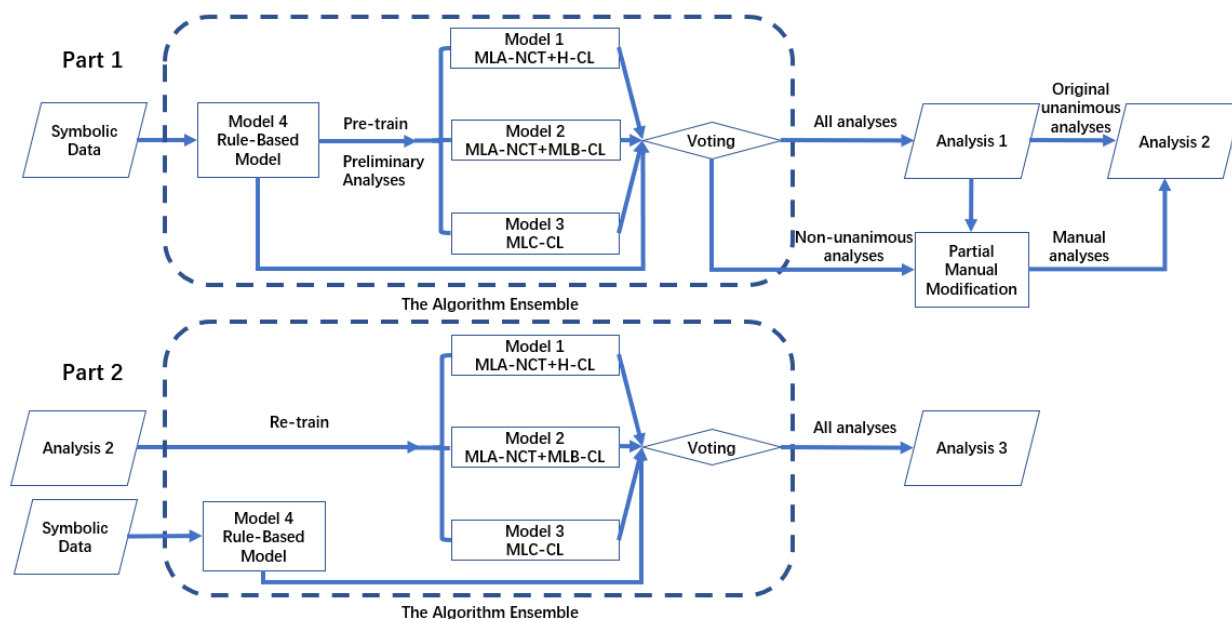 Part 1
Symbolic
Data
Model 4
Rule-Based
Model
Pre-train
Preliminary
Analyses
Model 1
MLA-NCT+H-CL
Model 2
MLA-NCT+MLB-CL
Model 3
MLC-CL
Voting
All analyses
Analysis 1
Original
unanimous
analyses
Analysis 2
Non-unanimous
analyses
Partial
Manual
Modification
Manual
analyses
The Algorithm Ensemble
Part 2
Analysis 2
Re-train
Symbolic
Data
Model 4
Rule-Based
Model
Model 1
MLA-NCT+H-CL
Model 2
MLA-NCT+MLB-CL
Model 3
MLC-CL
Voting
All analyses
Analysis 3
The Algorithm Ensemble